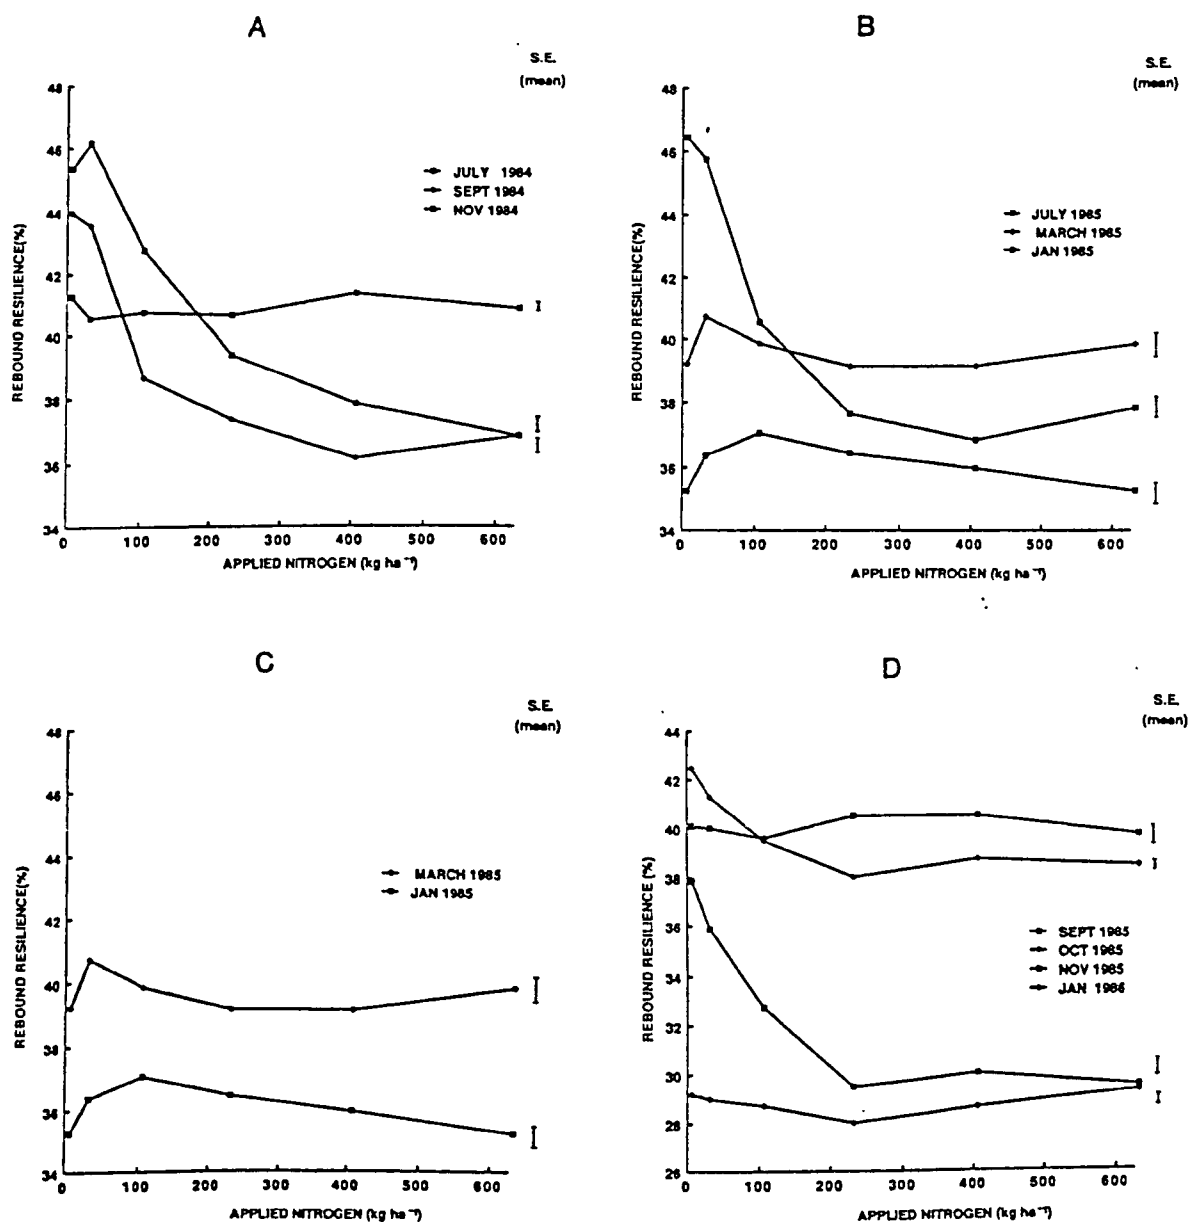 A
S.E.
(mean)
48
46
44
42
40
38
36
34
REBOUND RESILIENCE(%)
JULY 1984
SEPT 1984
NOV 1984
0 100 200 300 400 500 600
APPLIED NITROGEN (kg ha⁻¹)
B
S.E.
(mean)
48
46
44
42
40
38
36
34
REBOUND RESILIENCE(%)
JULY 1985
MARCH 1985
JAN 1985
0 100 200 300 400 500 600
APPLIED NITROGEN (kg ha⁻¹)
C
S.E.
(mean)
48
46
44
42
40
38
36
34
REBOUND RESILIENCE(%)
MARCH 1985
JAN 1985
0 100 200 300 400 500 600
APPLIED NITROGEN (kg ha⁻¹)
D
S.E.
(mean)
44
42
40
38
36
34
32
30
28
26
REBOUND RESILIENCE (%)
SEPT 1985
OCT 1985
NOV 1985
JAN 1986
0 100 200 300 400 500 600
APPLIED NITROGEN (kg ha⁻¹)